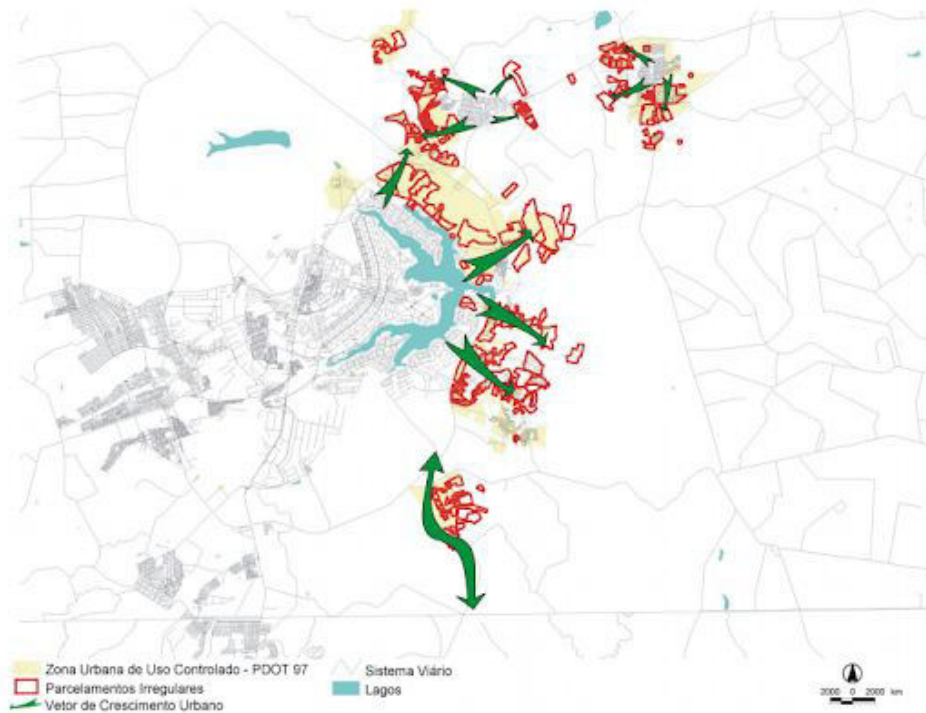 Zona Urbana de Uso Controlado - PDOT 97
Parcelamentos Irregulares
Vetor de Crescimento Urbano
Sistema Viário
Lagos
2000 0 2000 km